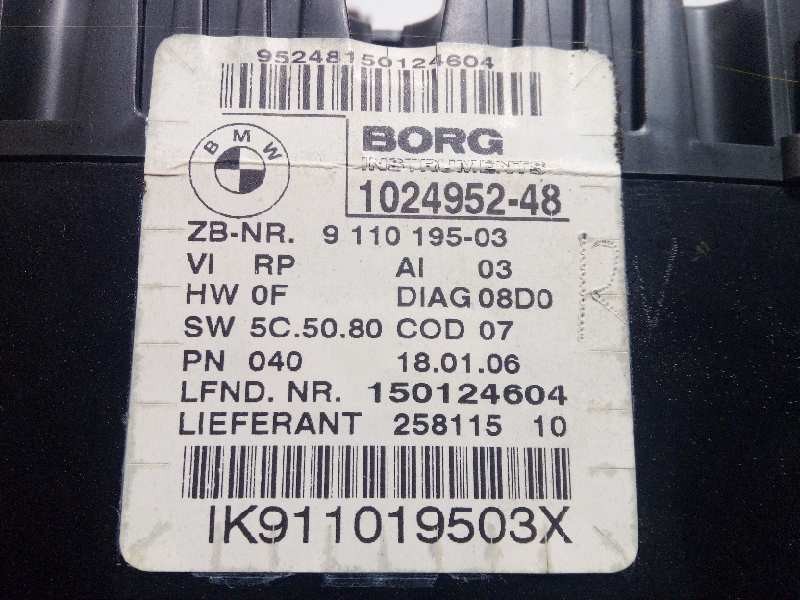 95248150124604
BMW
BORG
INSTRUMENTS
1024952-48
ZB-NR. 9 110 195-03
VI RP AI 03
HW 0F DIAG 08D0
SW 5C.50.80 COD 07
PN 040 18.01.06
LFND. NR. 150124604
LIEFERANT 258115 10
IK911019503X